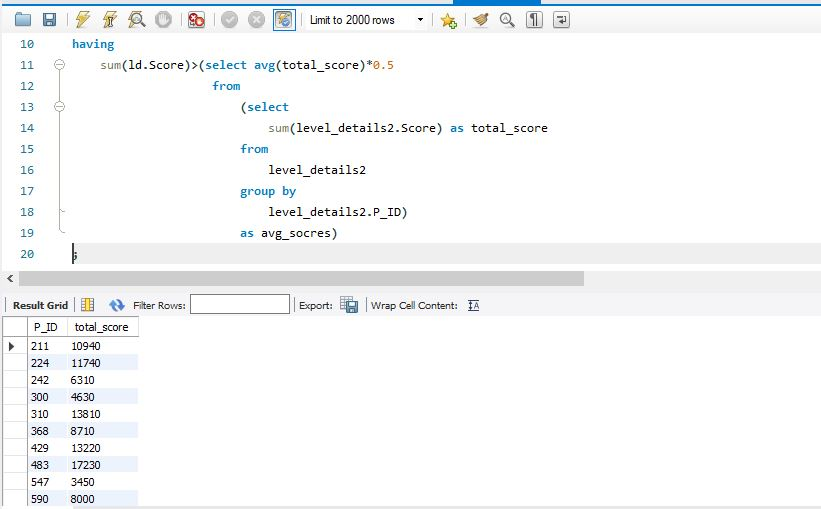 Limit to 2000 rows
10 having
11 sum(ld.Score)>(select avg(total_score)*0.5
12 from
13 (select
14 sum(level_details2.Score) as total_score
15 from
16 level_details2
17 group by
18 level_details2.P_ID)
19 as avg_socres)
20 ;
Result Grid Filter Rows: Export: Wrap Cell Content: IA
P_ID total_score
211 10940
224 11740
242 6310
300 4630
310 13810
368 8710
429 13220
483 17230
547 3450
590 8000